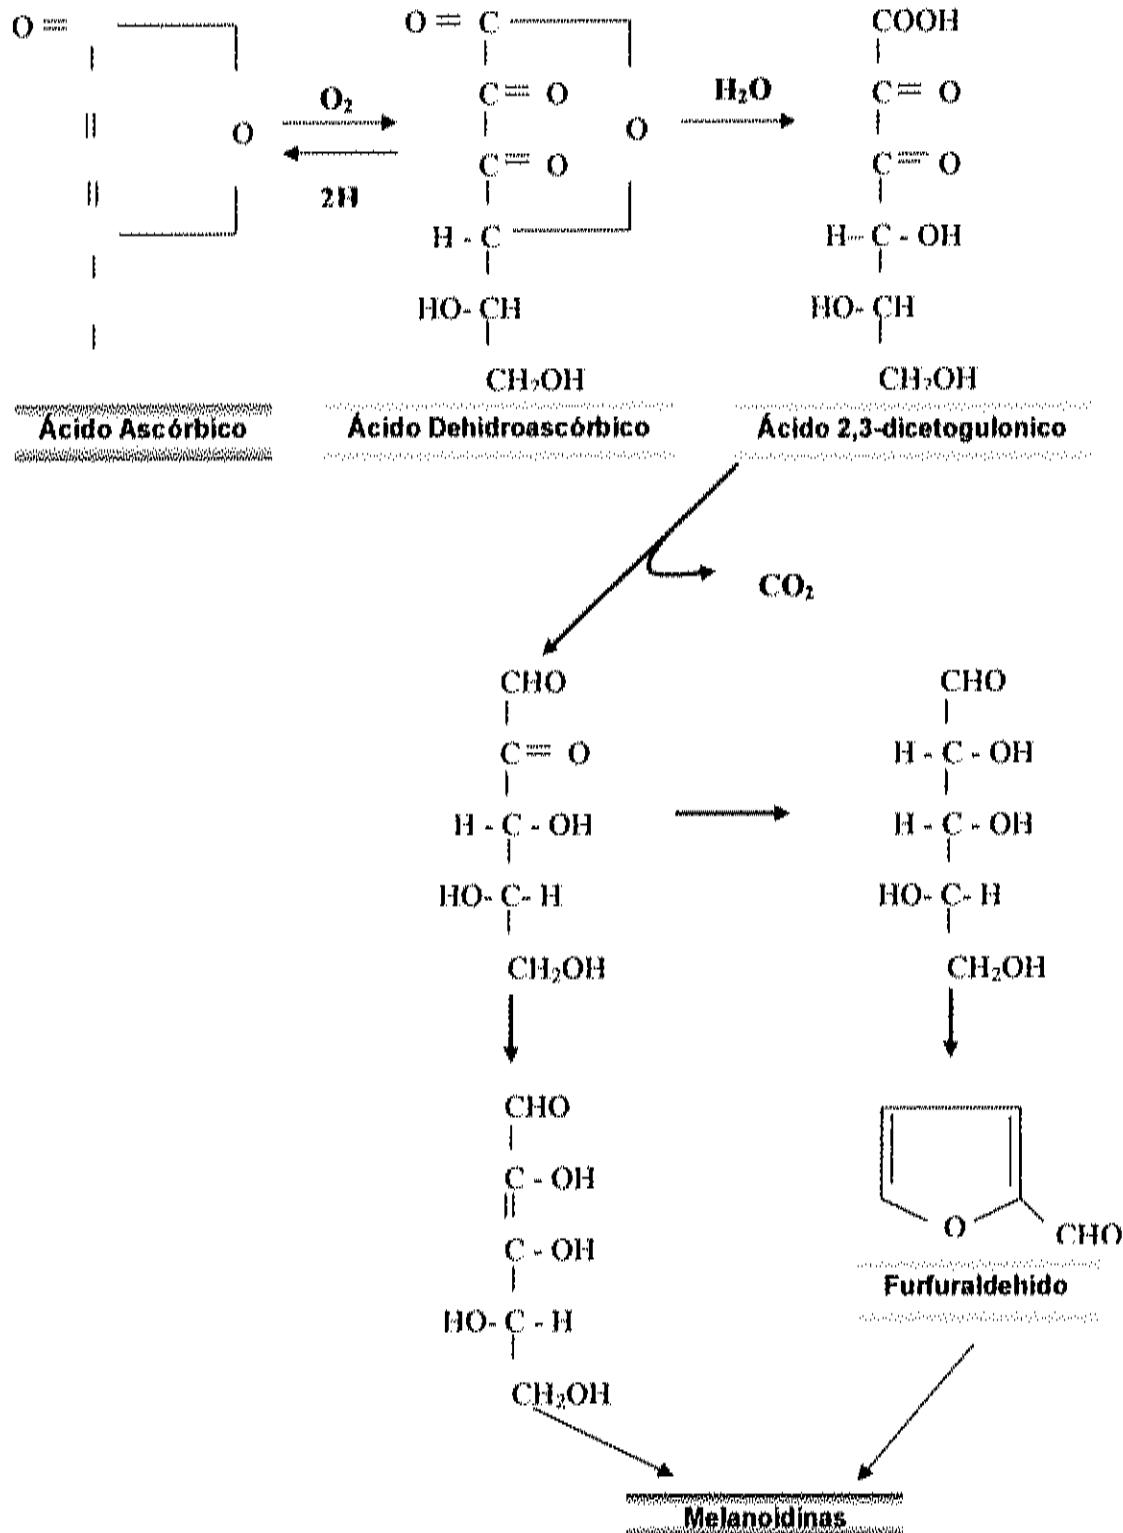 O = O = C COOH
C = O C = O
O₂ H₂O
O O
C = O C = O
2H
H - C H - C - OH
HO- CH HO- CH
CH₂OH CH₂OH
Ácido Ascórbico Ácido Dehidroascórbico Ácido 2,3-dicetogulonico
CO₂
CHO CHO
C = O H - C - OH
H - C - OH H - C - OH
HO- C- H HO- C- H
CH₂OH CH₂OH
CHO
C - OH
O CHO
C - OH
Furfuraldehido
HO- C - H
CH₂OH
Melanoidinas